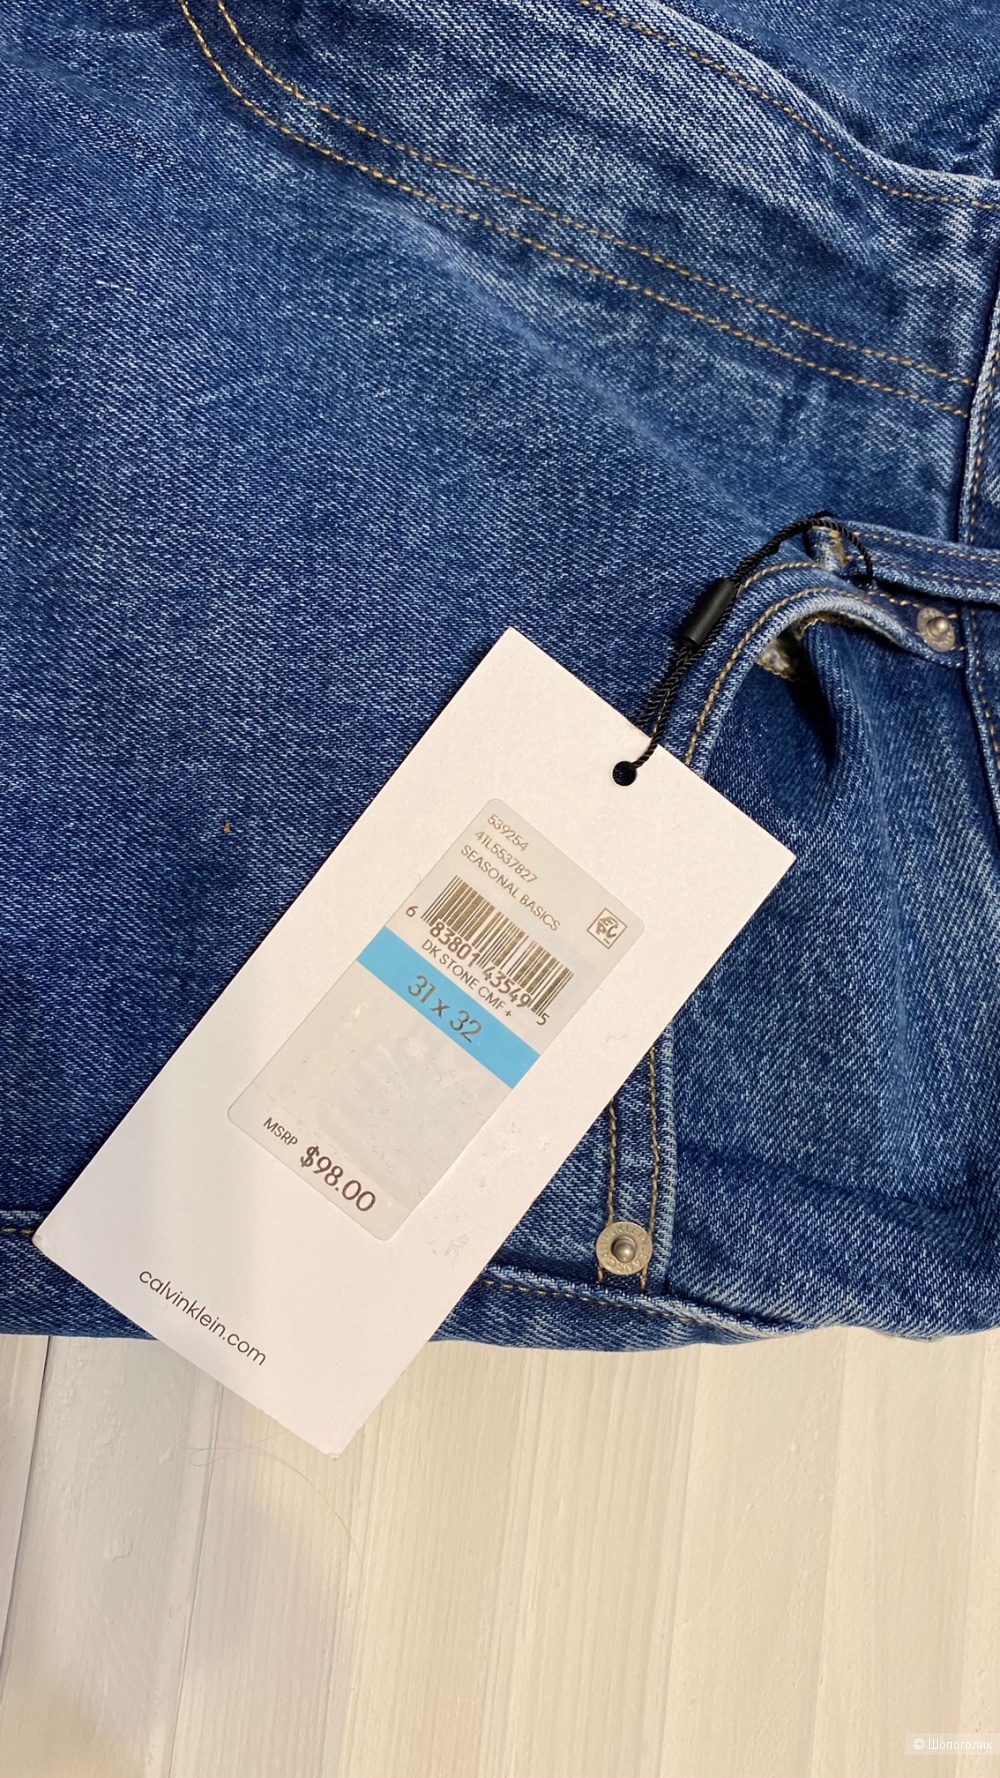 539254
41L5537827
SEASONAL BASICS
6 83801 43549 5
DK STONE CMF +
31 x 32
MSRP $98.00
calvinklein.com
© Шопоголик